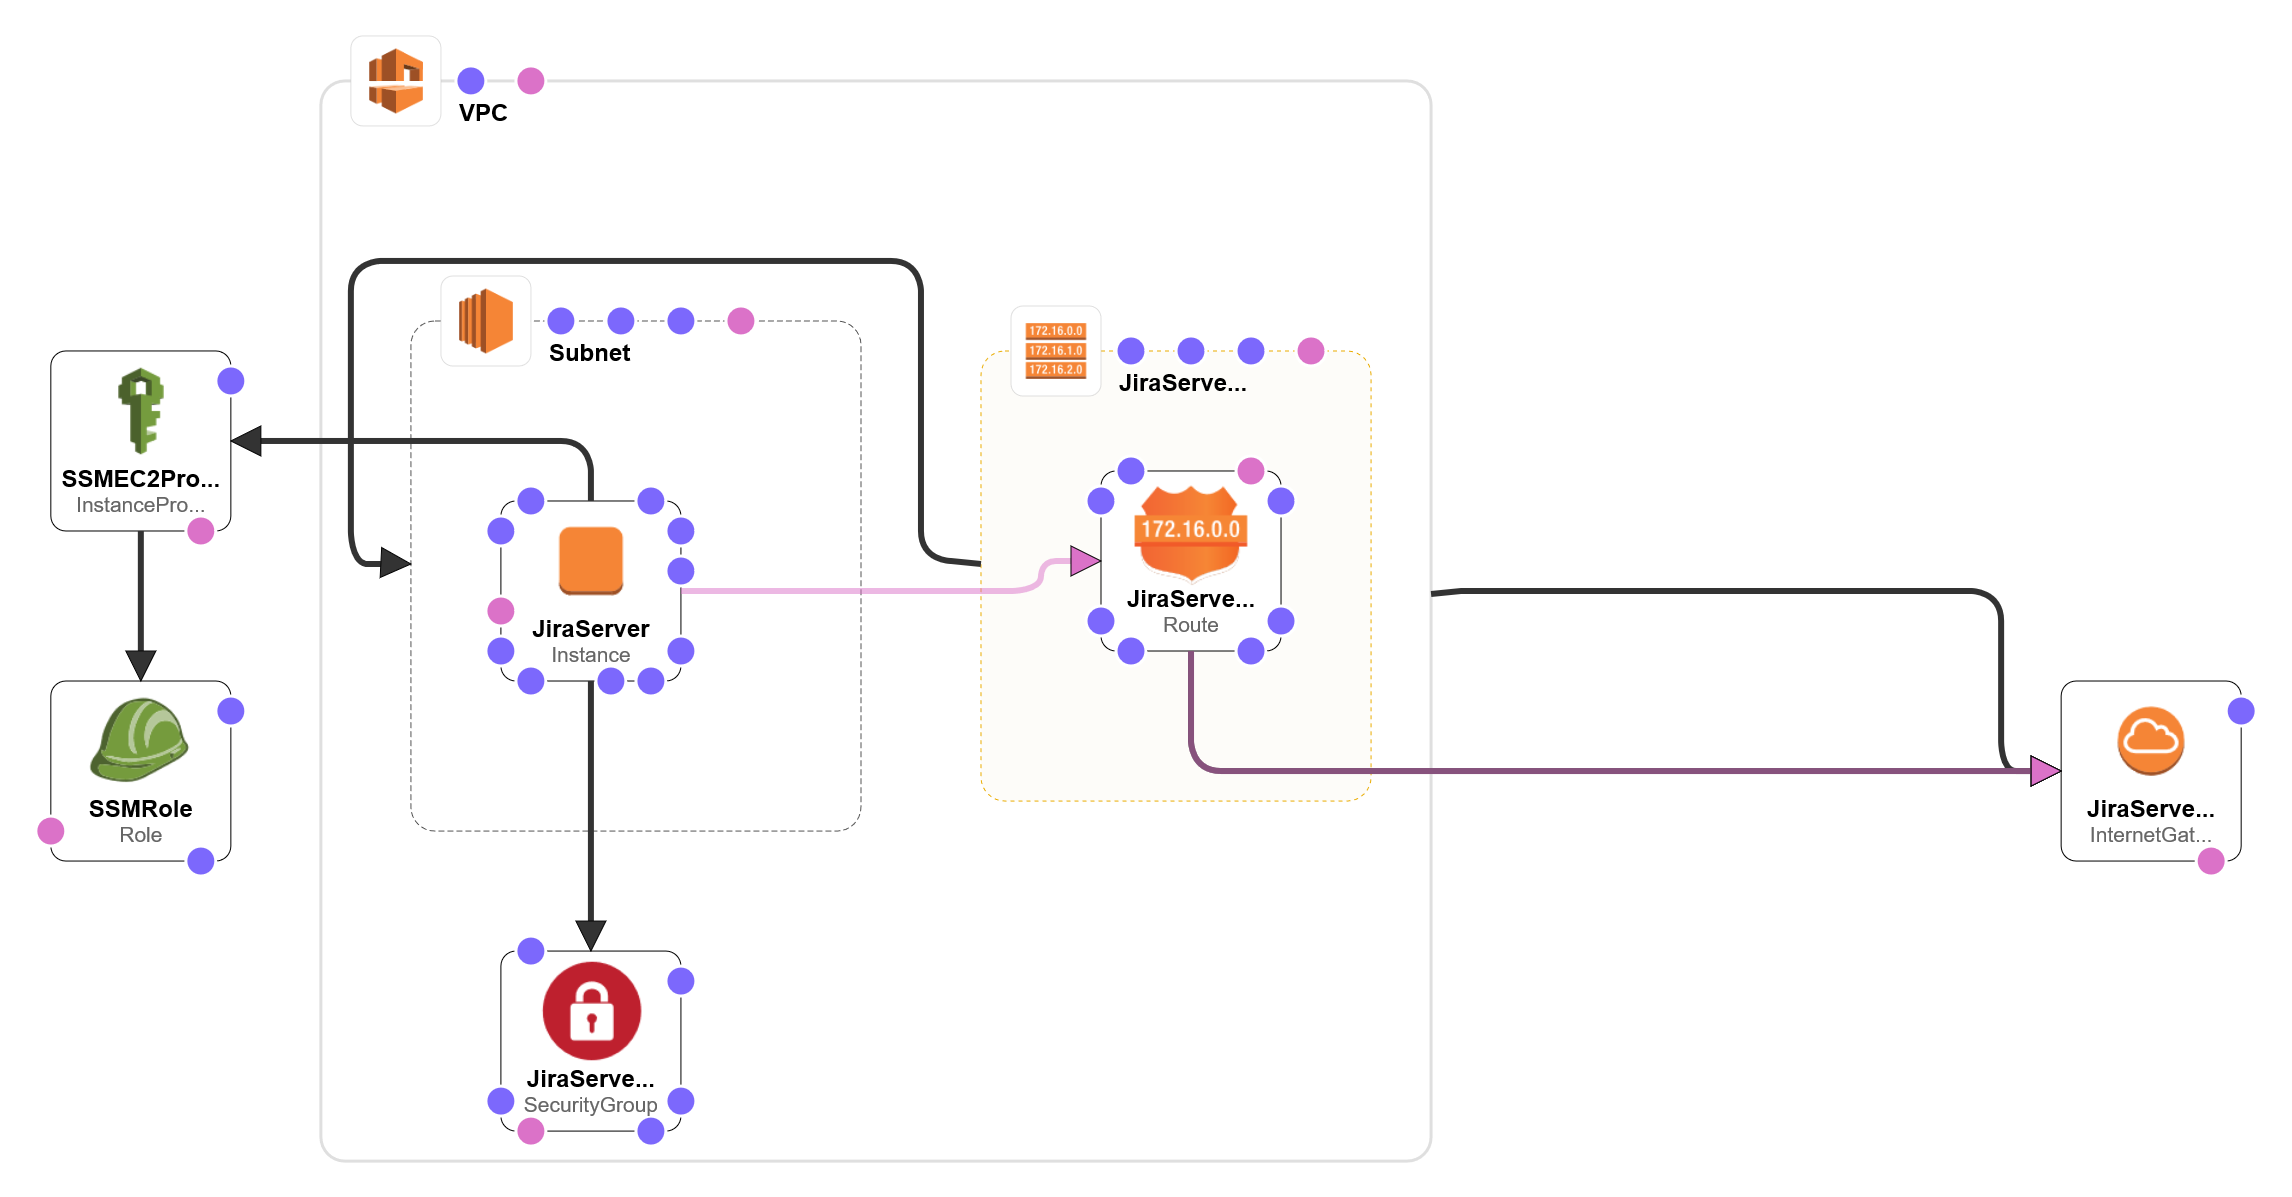 VPC
Subnet
172.16.0.0
172.16.1.0
172.16.2.0
JiraServe...
SSMEC2Pro...
InstancePro...
172.16.0.0
JiraServe...
Route
JiraServer
Instance
SSMRole
Role
JiraServe...
InternetGat...
JiraServe...
SecurityGroup